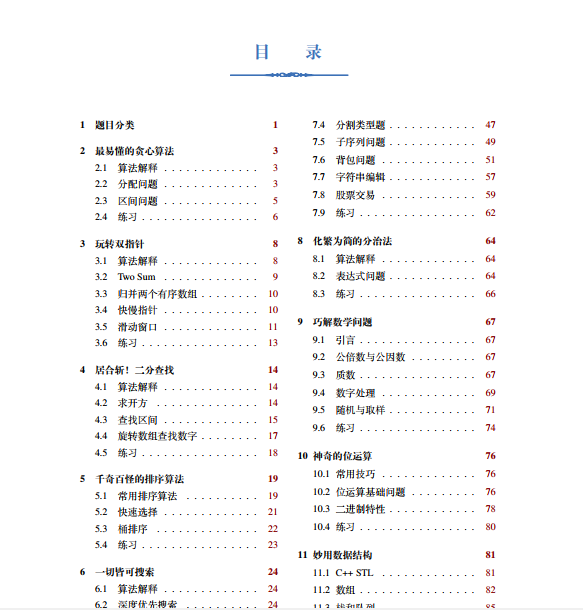 目 录
1 题目分类 1
2 最易懂的贪心算法 3
2.1 算法解释 . . . . . . . . . . . . . 3
2.2 分配问题 . . . . . . . . . . . . . 3
2.3 区间问题 . . . . . . . . . . . . . 5
2.4 练习 . . . . . . . . . . . . . . . 6
3 玩转双指针 8
3.1 算法解释 . . . . . . . . . . . . . 8
3.2 Two Sum . . . . . . . . . . . . . 9
3.3 归并两个有序数组 . . . . . . . . 10
3.4 快慢指针 . . . . . . . . . . . . . 10
3.5 滑动窗口 . . . . . . . . . . . . . 11
3.6 练习 . . . . . . . . . . . . . . . 13
4 居合斩！二分查找 14
4.1 算法解释 . . . . . . . . . . . . . 14
4.2 求开方 . . . . . . . . . . . . . . 14
4.3 查找区间 . . . . . . . . . . . . . 15
4.4 旋转数组查找数字 . . . . . . . . 17
4.5 练习 . . . . . . . . . . . . . . . 18
5 千奇百怪的排序算法 19
5.1 常用排序算法 . . . . . . . . . . 19
5.2 快速选择 . . . . . . . . . . . . . 21
5.3 桶排序 . . . . . . . . . . . . . . 22
5.4 练习 . . . . . . . . . . . . . . . 23
6 一切皆可搜索 24
6.1 算法解释 . . . . . . . . . . . . . 24
6.2 深度优先搜索 . . . . . . . . . . 24
7.4 分割类型题 . . . . . . . . . . . . 47
7.5 子序列问题 . . . . . . . . . . . . 49
7.6 背包问题 . . . . . . . . . . . . . 51
7.7 字符串编辑 . . . . . . . . . . . . 57
7.8 股票交易 . . . . . . . . . . . . . 59
7.9 练习 . . . . . . . . . . . . . . . 62
8 化繁为简的分治法 64
8.1 算法解释 . . . . . . . . . . . . . 64
8.2 表达式问题 . . . . . . . . . . . . 64
8.3 练习 . . . . . . . . . . . . . . . 66
9 巧解数学问题 67
9.1 引言 . . . . . . . . . . . . . . . 67
9.2 公倍数与公因数 . . . . . . . . . 67
9.3 质数 . . . . . . . . . . . . . . . 67
9.4 数字处理 . . . . . . . . . . . . . 69
9.5 随机与取样 . . . . . . . . . . . . 71
9.6 练习 . . . . . . . . . . . . . . . 74
10 神奇的位运算 76
10.1 常用技巧 . . . . . . . . . . . . . 76
10.2 位运算基础问题 . . . . . . . . . 76
10.3 二进制特性 . . . . . . . . . . . . 78
10.4 练习 . . . . . . . . . . . . . . . 80
11 妙用数据结构 81
11.1 C++ STL . . . . . . . . . . . . . 81
11.2 数组 . . . . . . . . . . . . . . . 82
11.3 栈和队列 . . . . . . . . . . . . . 85